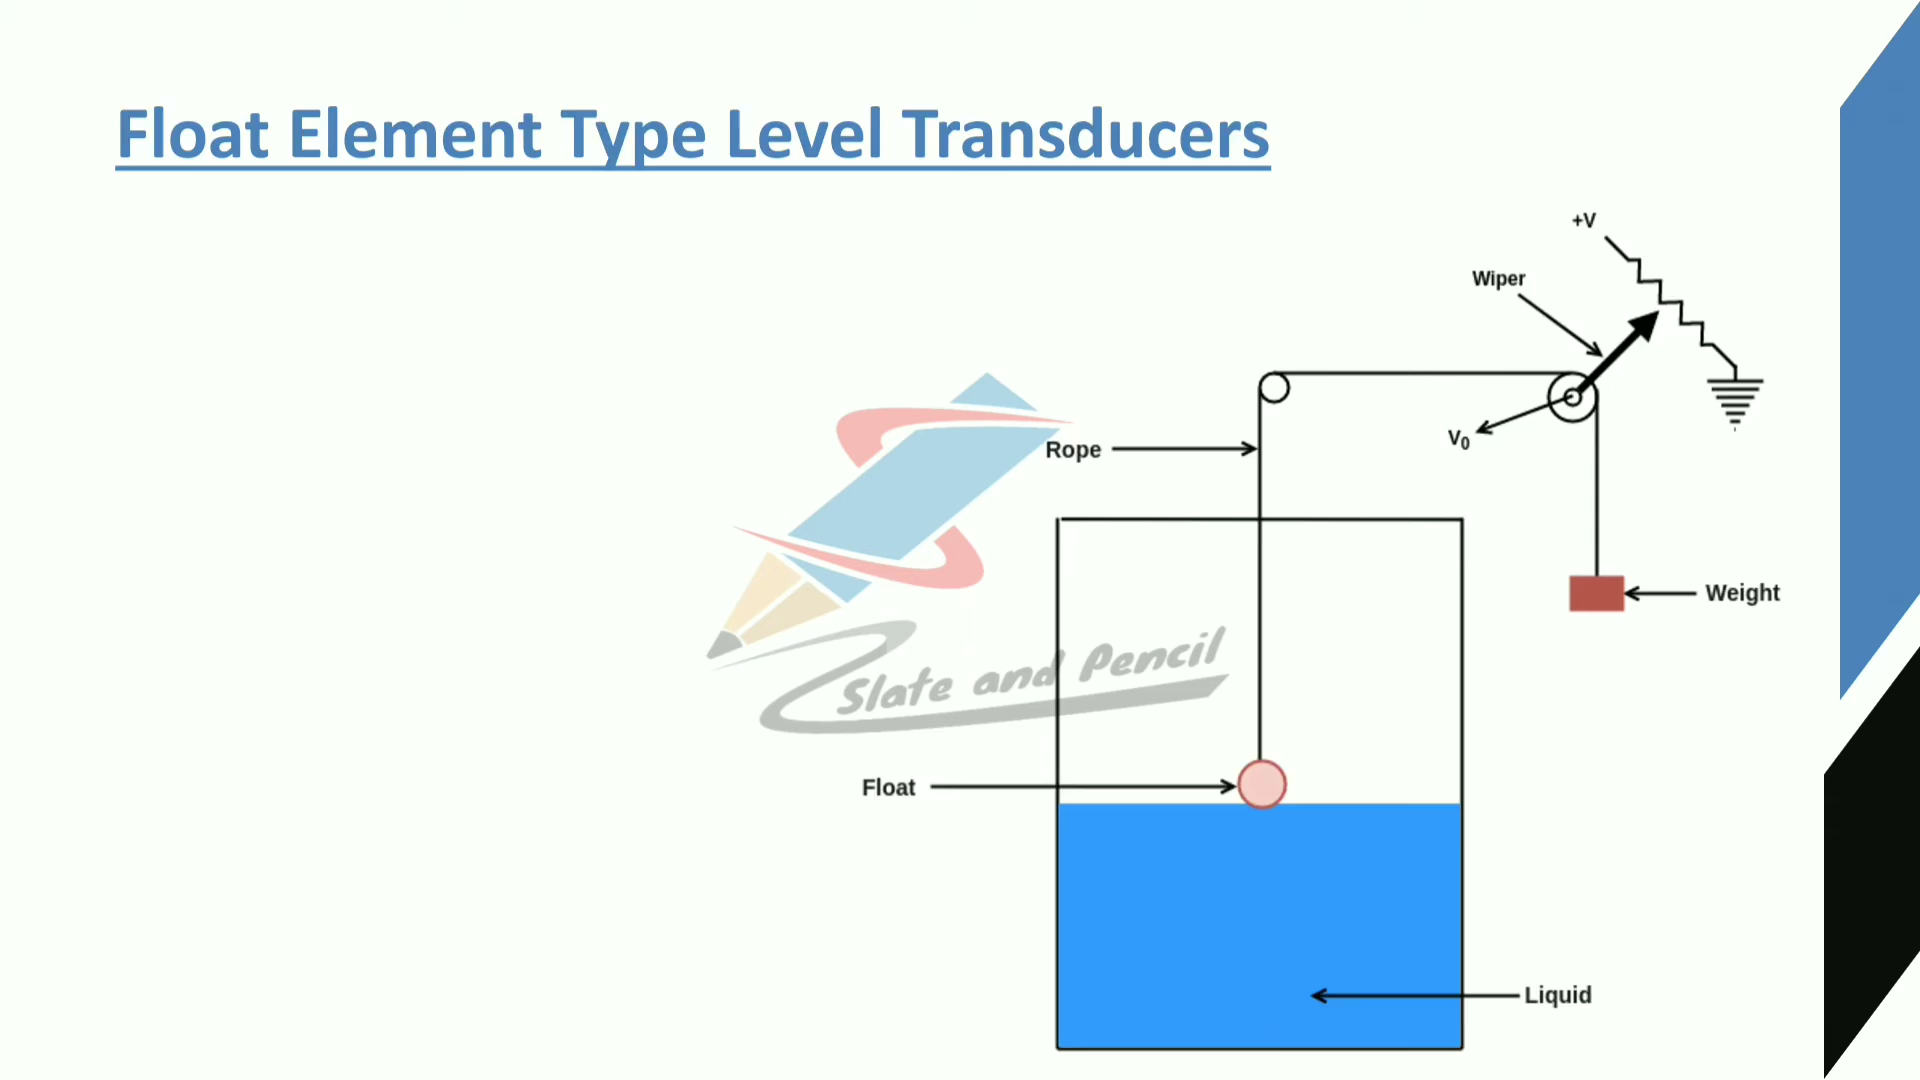 Float Element Type Level Transducers
+V
Wiper
V0
Rope
Weight
Slate and Pencil
Float
Liquid